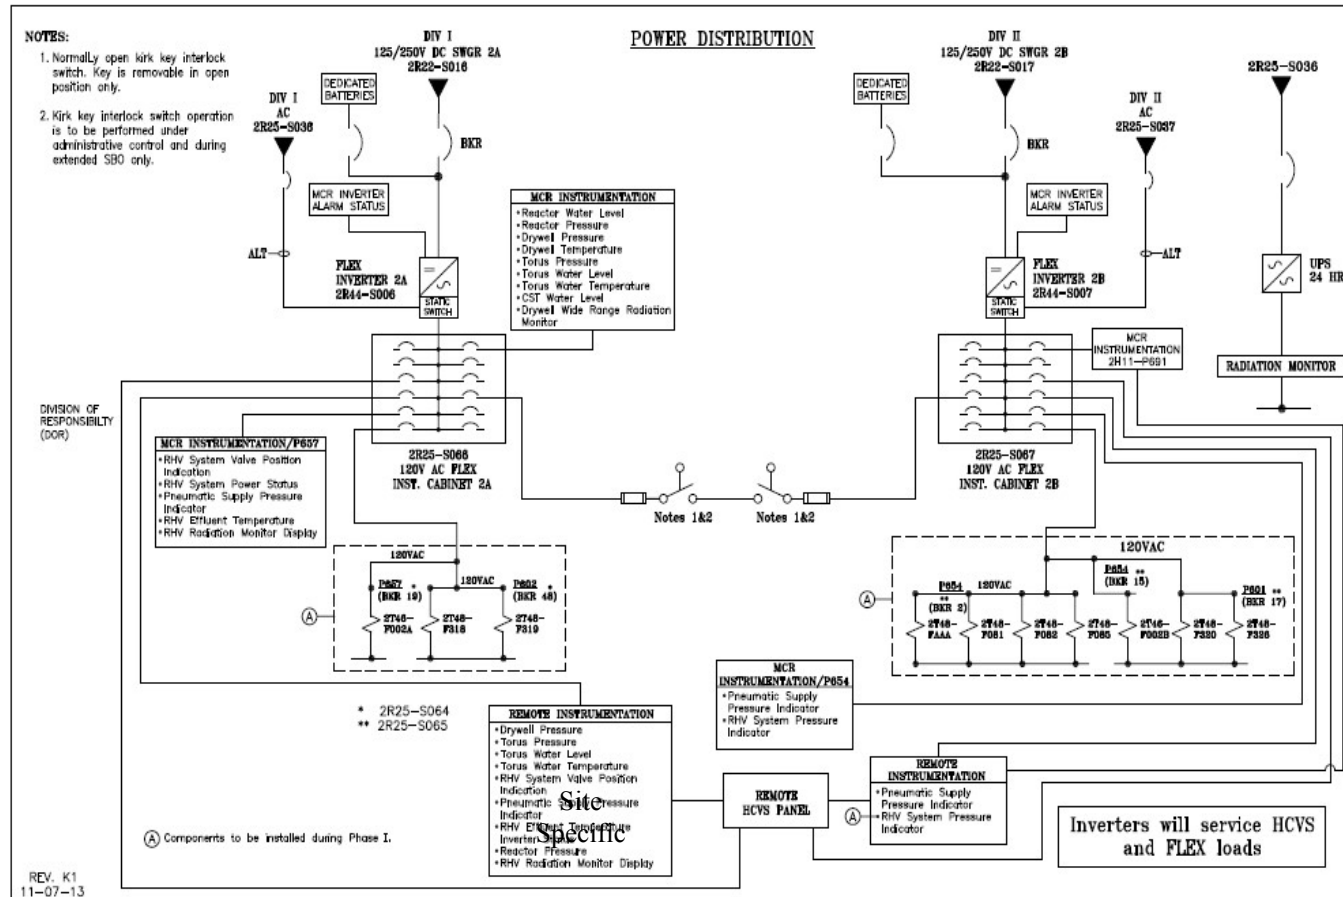 NOTES:
1. Normally open kirk key interlock
switch. Key is removable in open
position only.
2. Kirk key interlock switch operation
is to be performed under
administrative control and during
extended SBO only.
POWER DISTRIBUTION
DIV I
125/250V DC SWGR 2A
2R22-S016
DEDICATED
BATTERIES
DIV I
AC
2R25-S036
BKR
MCR INVERTER
ALARM STATUS
ALT
FLEX
INVERTER 2A
2R44-S006
STATIC
SWITCH
MCR INSTRUMENTATION
•Reactor Water Level
•Reactor Pressure
•Drywell Pressure
•Drywell Temperature
•Torus Pressure
•Torus Water Level
•Torus Water Temperature
•CST Water Level
•Drywell Wide Range Radiation
Monitor
DIV II
125/250V DC SWGR 2B
2R22-S017
DEDICATED
BATTERIES
BKR
DIV II
AC
2R25-S037
MCR INVERTER
ALARM STATUS
ALT
FLEX
INVERTER 2B
2R44-S007
STATIC
SWITCH
2R25-S036
UPS
24 HR
RADIATION MONITOR
MCR
INSTRUMENTATION
2H11-P691
DIVISION OF
RESPONSIBILTY
(DOR)
MCR INSTRUMENTATION/P657
•RHV System Valve Position
Indication
•RHV System Power Status
•Pneumatic Supply Pressure
Indicator
•RHV Effluent Temperature
•RHV Radiation Monitor Display
2R25-S066
120V AC FLEX
INST. CABINET 2A
Notes 1&2
Notes 1&2
2R25-S067
120V AC FLEX
INST. CABINET 2B
120VAC
P657 *
(BKR 19)
120VAC
P602 *
(BKR 48)
A
2T46-
F002A
2T48-
F318
2T48-
F319
* 2R25-S064
** 2R25-S065
120VAC
P654
**
(BKR 2)
120VAC
P654 **
(BKR 15)
P601 **
(BKR 17)
A
2T48-
FAAA
2T48-
F081
2T48-
F082
2T48-
F085
2T46-
F002B
2T48-
F320
2T48-
F326
MCR
INSTRUMENTATION/P654
•Pneumatic Supply
Pressure Indicator
•RHV System Pressure
Indicator
REMOTE INSTRUMENTATION
•Drywell Pressure
•Torus Pressure
•Torus Water Level
•Torus Water Temperature
•RHV System Valve Position
Indication
•Pneumatic Supply Pressure
Indicator
•RHV Effluent Temperature
Inverter Status
•Reactor Pressure
•RHV Radiation Monitor Display
Site
Specific
REMOTE
HCVS PANEL
REMOTE
INSTRUMENTATION
•Pneumatic Supply
Pressure Indicator
•RHV System Pressure
Indicator
A
Inverters will service HCVS
and FLEX loads
A Components to be installed during Phase I.
REV. K1
11-07-13